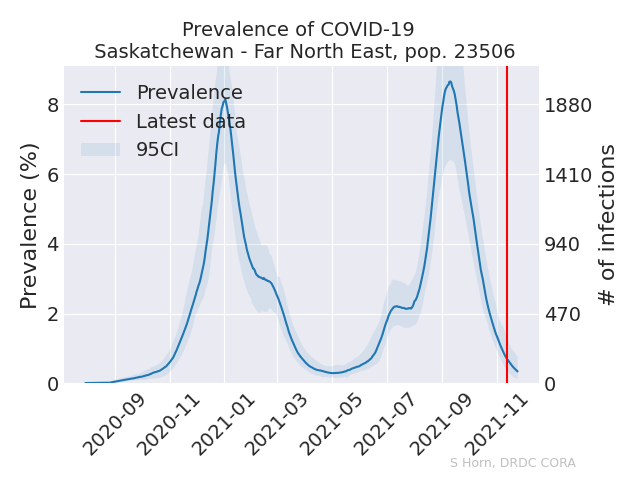 Prevalence of COVID-19
Saskatchewan - Far North East, pop. 23506
Prevalence
Latest data
95CI
Prevalence (%)
8
6
4
2
0
1880
1410
940
470
0
# of infections
2020-09
2020-11
2021-01
2021-03
2021-05
2021-07
2021-09
2021-11
S Horn, DRDC CORA